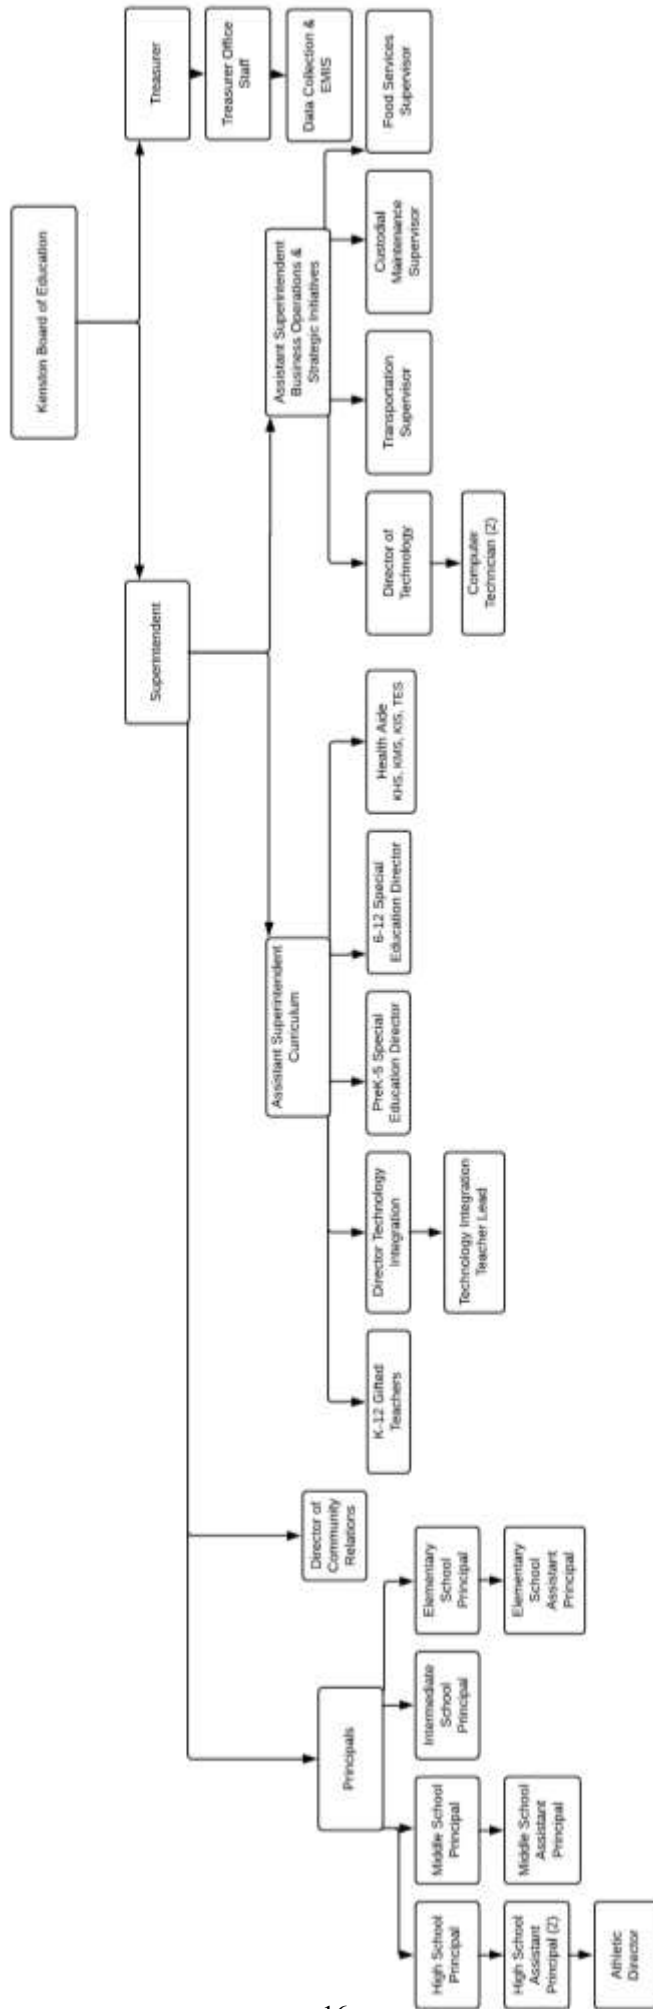 Kenston Board of Education
Superintendent
Treasurer
Treasurer Office
Staff
Data Collection &
EMIS
Assistant Superintendent
Curriculum
Assistant Superintendent
Business Operations &
Strategic Initiatives
Director of
Community
Relations
Principals
K-12 Gifted
Teachers
Director Technology
Integration
PreK-5 Special
Education Director
6-12 Special
Education Director
Health Aide
KHS, KMS, KIS, TES
Director of
Technology
Transportation
Supervisor
Custodial
Maintenance
Supervisor
Food Services
Supervisor
Technology Integration
Teacher Lead
Computer
Technician (2)
High School
Principal
Middle School
Principal
Intermediate
School
Principal
Elementary
School
Principal
High School
Assistant
Principal (2)
Middle School
Assistant
Principal
Elementary
School
Assistant
Principal
Athletic
Director
16